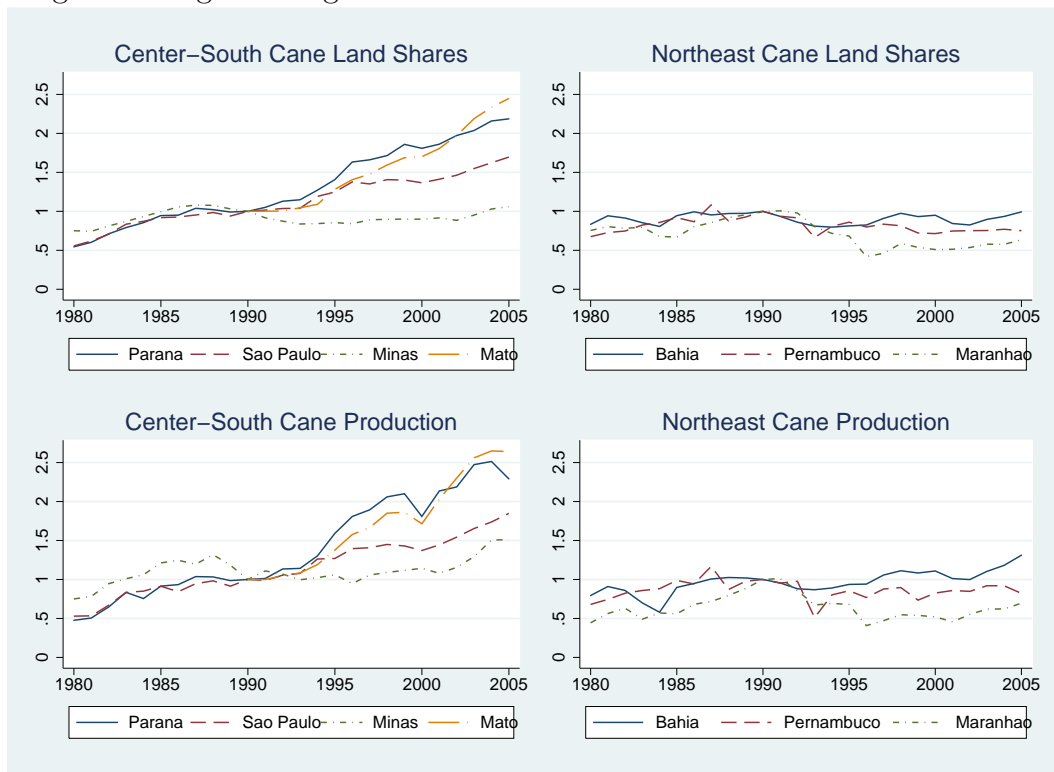 Center−South Cane Land Shares
2.5
2
1.5
1
.5
0
1980 1985 1990 1995 2000 2005
Parana Sao Paulo Minas Mato
Northeast Cane Land Shares
2.5
2
1.5
1
.5
0
1980 1985 1990 1995 2000 2005
Bahia Pernambuco Maranhao
Center−South Cane Production
2.5
2
1.5
1
.5
0
1980 1985 1990 1995 2000 2005
Parana Sao Paulo Minas Mato
Northeast Cane Production
2.5
2
1.5
1
.5
0
1980 1985 1990 1995 2000 2005
Bahia Pernambuco Maranhao